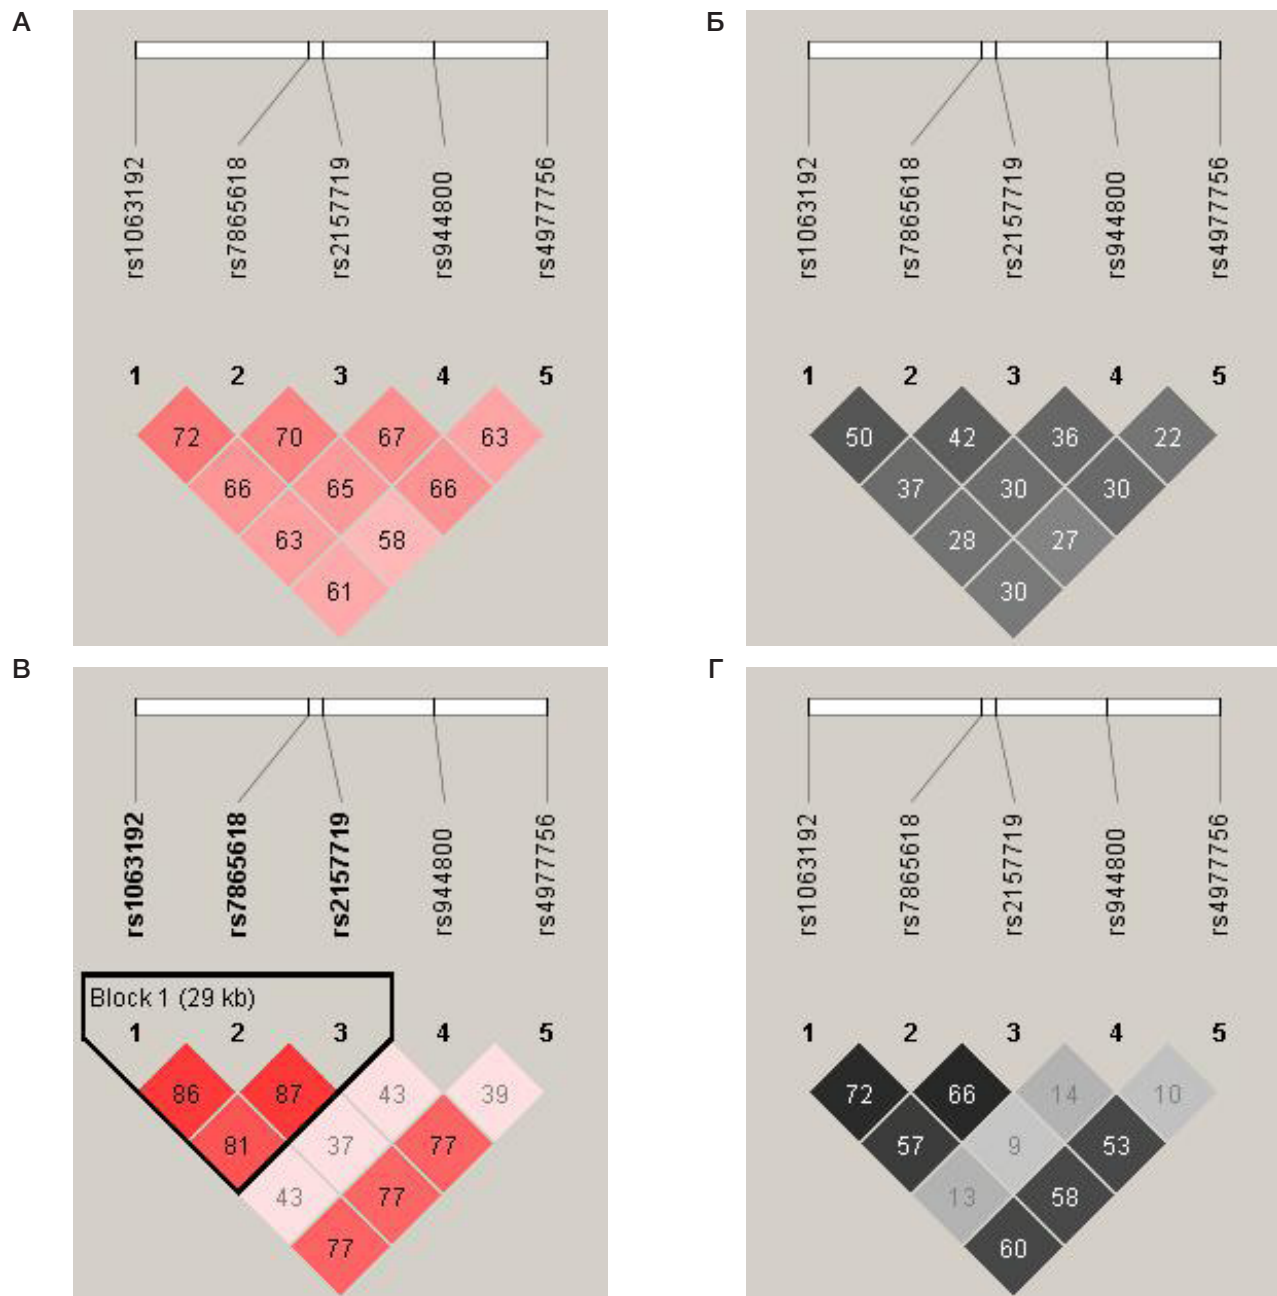 А
rs1063192
rs7865618
rs2157719
rs944800
rs4977756
1 2 3 4 5
72 70 67 63
66 65 66
63 58
61
Б
rs1063192
rs7865618
rs2157719
rs944800
rs4977756
1 2 3 4 5
50 42 36 22
37 30 30
28 27
30
В
rs1063192
rs7865618
rs2157719
rs944800
rs4977756
Block 1 (29 kb)
1 2 3 4 5
86 87 43 39
81 37 77
43 77
77
Г
rs1063192
rs7865618
rs2157719
rs944800
rs4977756
1 2 3 4 5
72 66 14 10
57 9 53
13 58
60